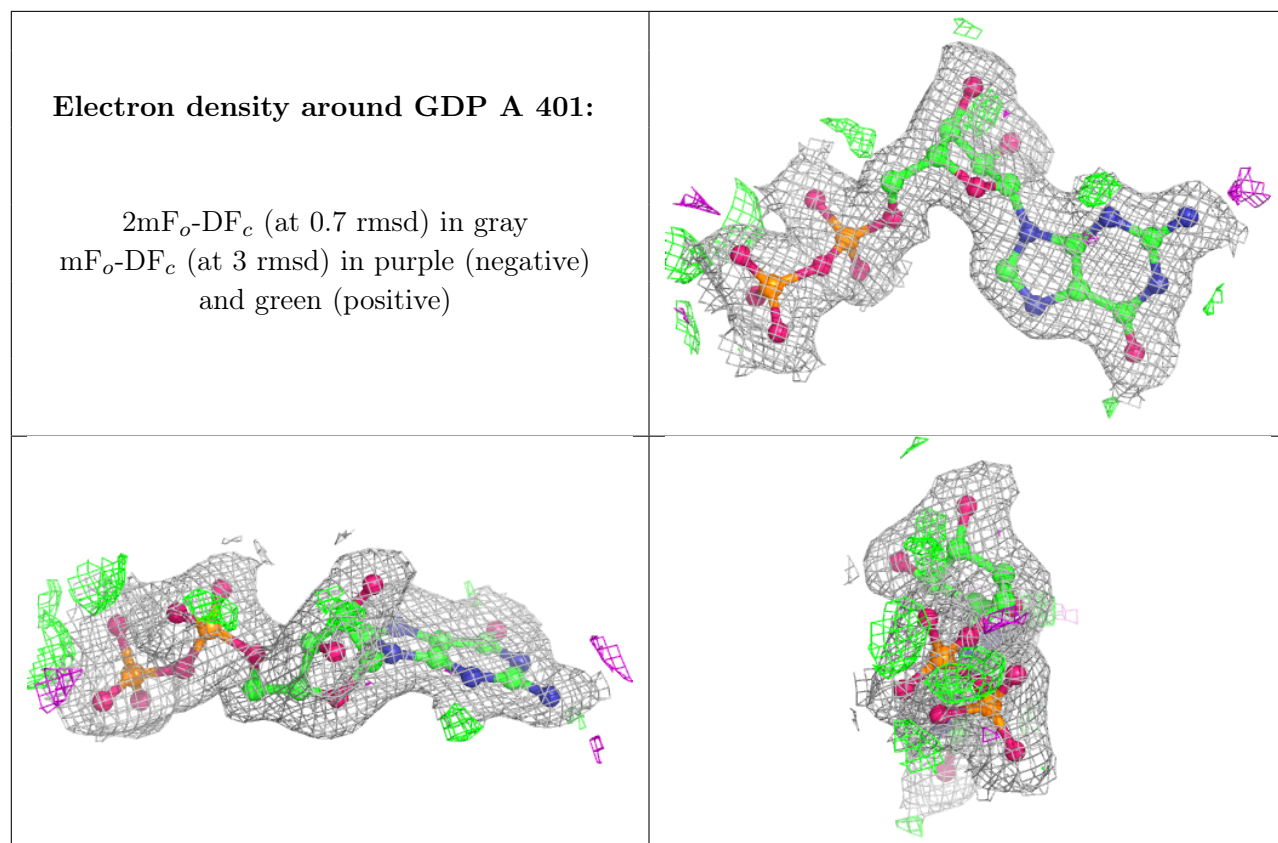 Electron density around GDP A 401:
2mFo-DFc (at 0.7 rmsd) in gray
mFo-DFc (at 3 rmsd) in purple (negative)
and green (positive)